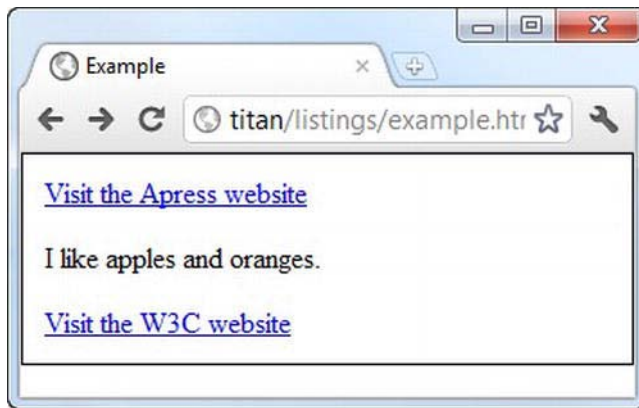 Example
titan/listings/example.htr
Visit the Apress website
I like apples and oranges.
Visit the W3C website